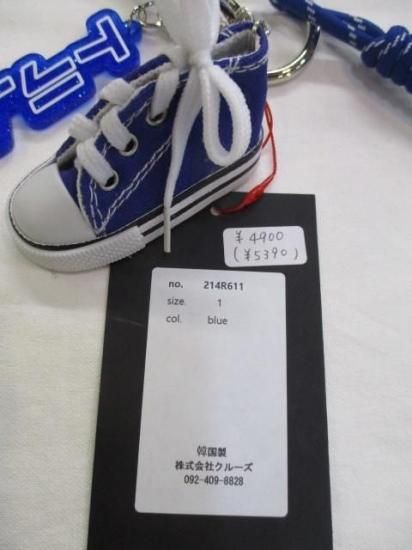 ¥4900
(¥5390)
no. 214R611
size. 1
col. blue
韓国製
株式会社クルーズ
092-409-8828